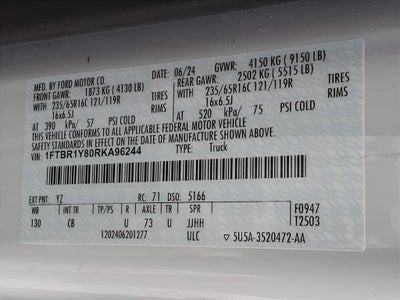 MFD. BY FORD MOTOR CO.
DATE: 06/24 GVWR: 4150 KG ( 9150 LB)
FRONT GAWR: 1873 KG ( 4130 LB)
REAR GAWR: 2502 KG ( 5515 LB)
WITH 235/65R16C 121/119R TIRES
WITH 235/65R16C 121/119R TIRES
16x6.5J RIMS
16x6.5J RIMS
AT 390 kPa/ 57 PSI COLD
AT 520 kPa/ 75 PSI COLD
THIS VEHICLE CONFORMS TO ALL APPLICABLE FEDERAL MOTOR VEHICLE
SAFETY STANDARDS IN EFFECT ON THE DATE OF MANUFACTURE SHOWN ABOVE.
VIN: 1FTBR1Y80RKA96244 TYPE: Truck
EXT PNT: YZ RC: 71 DSO: 5166
WB INT TR TP/PS R AXLE TR SPR
F0947
130 CB U 73 U JJHH
T2503
1202406201277 ULC
5U5A-3520472-AA